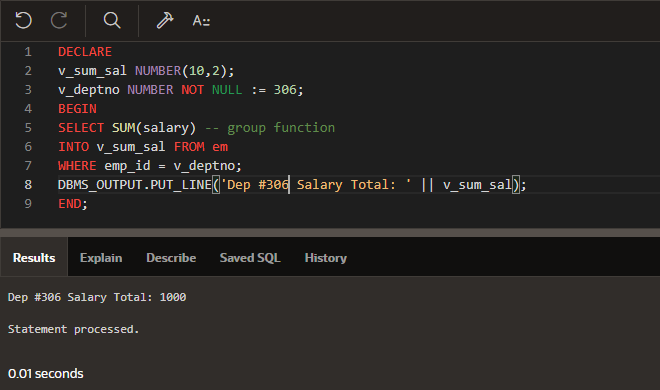 A::
1 DECLARE
2 v_sum_sal NUMBER(10,2);
3 v_deptno NUMBER NOT NULL := 306;
4 BEGIN
5 SELECT SUM(salary) -- group function
6 INTO v_sum_sal FROM em
7 WHERE emp_id = v_deptno;
8 DBMS_OUTPUT.PUT_LINE('Dep #306 Salary Total: ' || v_sum_sal);
9 END;
Results Explain Describe Saved SQL History
Dep #306 Salary Total: 1000
Statement processed.
0.01 seconds